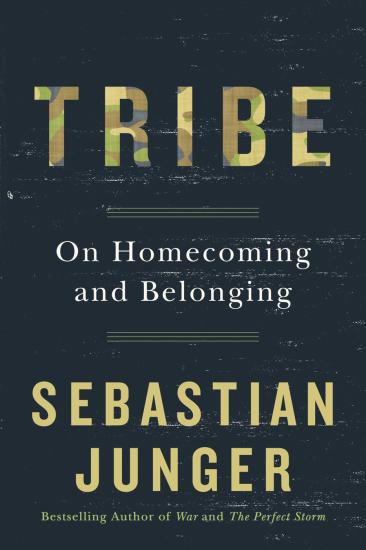 TRIBE
On Homecoming
and Belonging
SEBASTIAN
JUNGER
Bestselling Author of War and The Perfect Storm